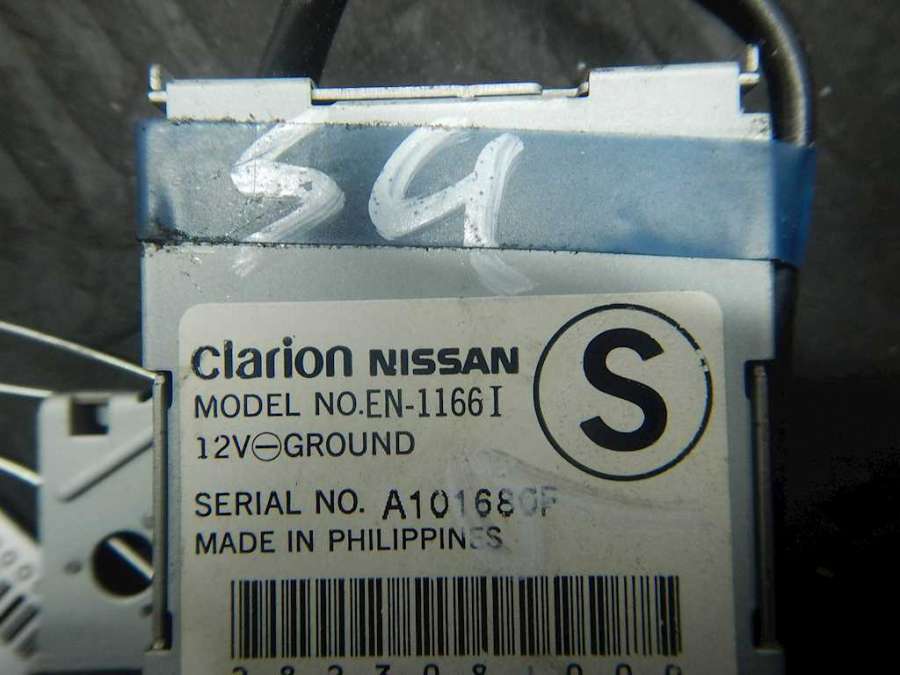 S4
Clarion NISSAN
S
MODEL NO.EN-1166I
12V⊖GROUND
SERIAL NO. A101680F
MADE IN PHILIPPINES